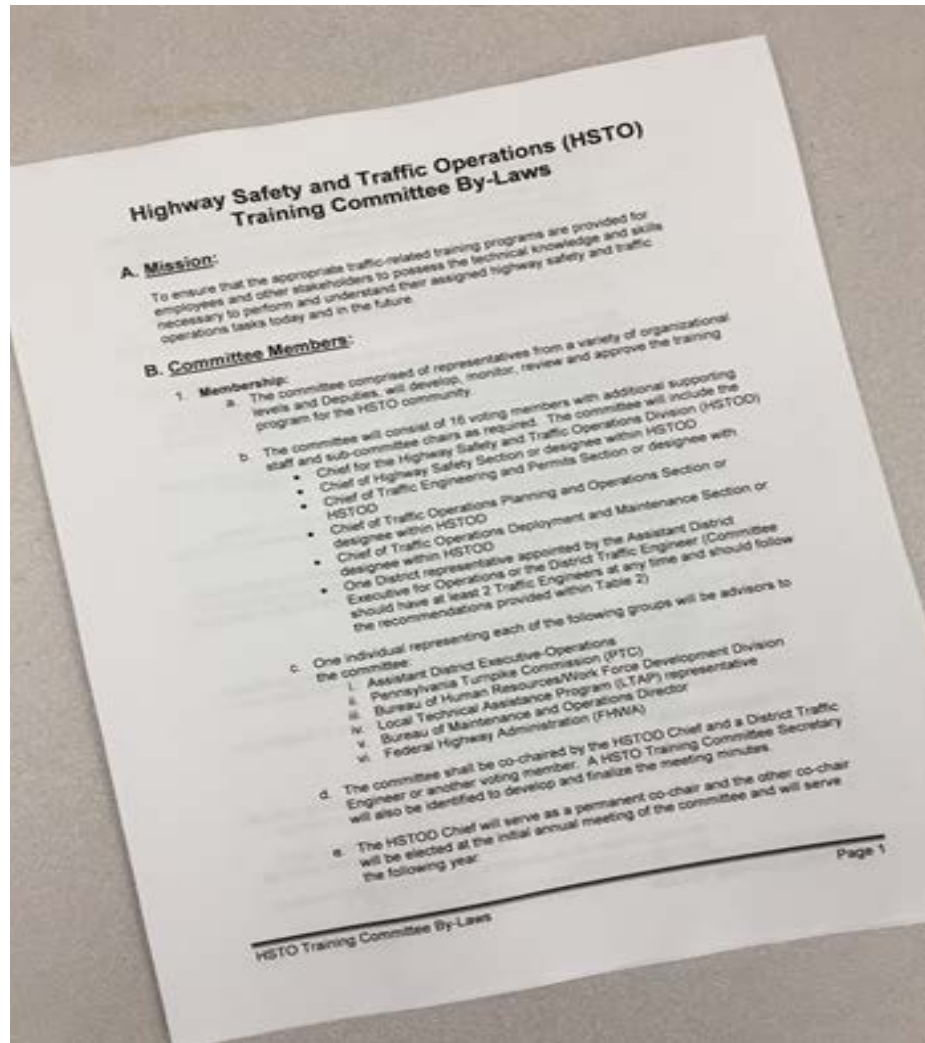 Highway Safety and Traffic Operations (HSTO)
Training Committee By-Laws
A. Mission:
To ensure that the appropriate traffic-related training programs are provided for
employees and other stakeholders to possess the technical knowledge and skills
necessary to perform and understand their assigned highway safety and traffic
operations tasks today and in the future.
B. Committee Members:
1. Membership:
a. The committee comprised of representatives from a variety of organizational
levels and Deputies, will develop, monitor, review and approve the training
program for the HSTO community.
b. The committee will consist of 16 voting members with additional supporting
staff and sub-committee chairs as required. The committee will include the
• Chief for the Highway Safety and Traffic Operations Division (HSTOD)
• Chief of Highway Safety Section or designee within HSTOD
• Chief of Traffic Engineering and Permits Section or designee with
HSTOD
• Chief of Traffic Operations Planning and Operations Section or
designee within HSTOD
• Chief of Traffic Operations Deployment and Maintenance Section or
designee within HSTOD
• One District representative appointed by the Assistant District
Executive for Operations or the District Traffic Engineer (Committee
should have at least 2 Traffic Engineers at any time and should follow
the recommendations provided within Table 2)
c. One individual representing each of the following groups will be advisors to
the committee:
i. Assistant District Executive-Operations
ii. Pennsylvania Turnpike Commission (PTC)
iii. Bureau of Human Resources/Work Force Development Division
iv. Local Technical Assistance Program (LTAP) representative
v. Bureau of Maintenance and Operations Director
vi. Federal Highway Administration (FHWA)
d. The committee shall be co-chaired by the HSTOD Chief and a District Traffic
Engineer or another voting member. A HSTO Training Committee Secretary
will also be identified to develop and finalize the meeting minutes.
e. The HSTOD Chief will serve as a permanent co-chair and the other co-chair
will be elected at the initial annual meeting of the committee and will serve
the following year.
HSTO Training Committee By-Laws
Page 1